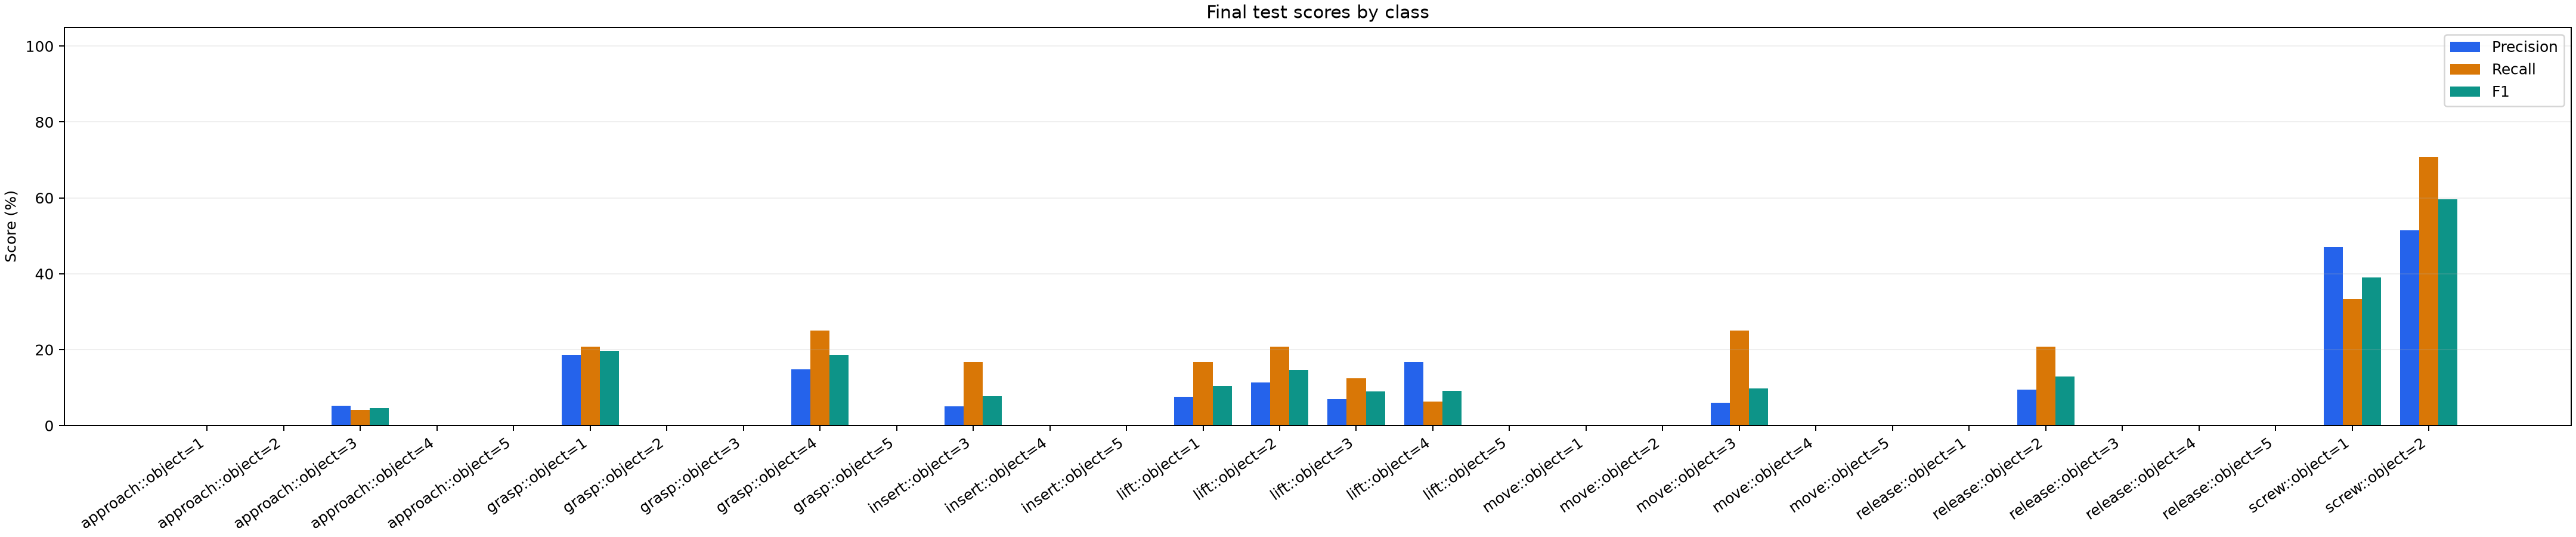 Final test scores by class
Precision
Recall
F1
Score (%)
100
80
60
40
20
0
approach::object=1
approach::object=2
approach::object=3
approach::object=4
approach::object=5
grasp::object=1
grasp::object=2
grasp::object=3
grasp::object=4
grasp::object=5
insert::object=3
insert::object=4
insert::object=5
lift::object=1
lift::object=2
lift::object=3
lift::object=4
lift::object=5
move::object=1
move::object=2
move::object=3
move::object=4
move::object=5
release::object=1
release::object=2
release::object=3
release::object=4
release::object=5
screw::object=1
screw::object=2